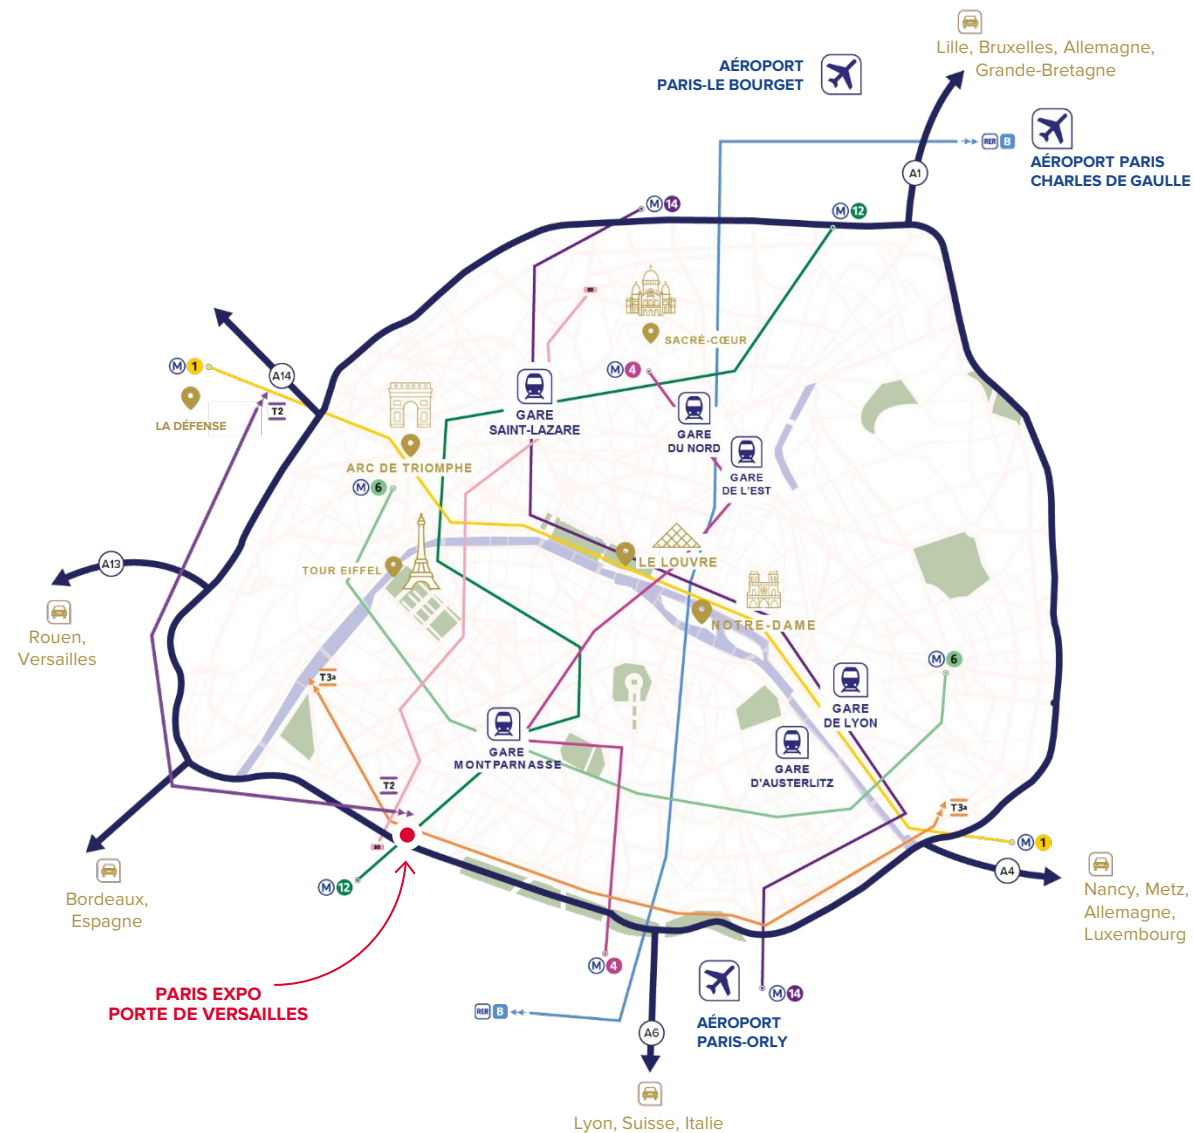 Lille, Bruxelles, Allemagne,
Grande-Bretagne
AÉROPORT
PARIS-LE BOURGET
RER B
AÉROPORT PARIS
CHARLES DE GAULLE
A1
M 14
M 12
SACRÉ-CŒUR
M 1
A14
T2
LA DÉFENSE
M 4
GARE
SAINT-LAZARE
GARE
DU NORD
GARE
DE L'EST
ARC DE TRIOMPHE
M 6
A13
TOUR EIFFEL
LE LOUVRE
NOTRE-DAME
Rouen,
Versailles
T3a
M 6
GARE
DE LYON
GARE
MONTPARNASSE
GARE
D'AUSTERLITZ
T2
T3a
M 1
A4
M 12
Bordeaux,
Espagne
Nancy, Metz,
Allemagne,
Luxembourg
M 4
M 14
PARIS EXPO
PORTE DE VERSAILLES
RER B
A6
AÉROPORT
PARIS-ORLY
Lyon, Suisse, Italie